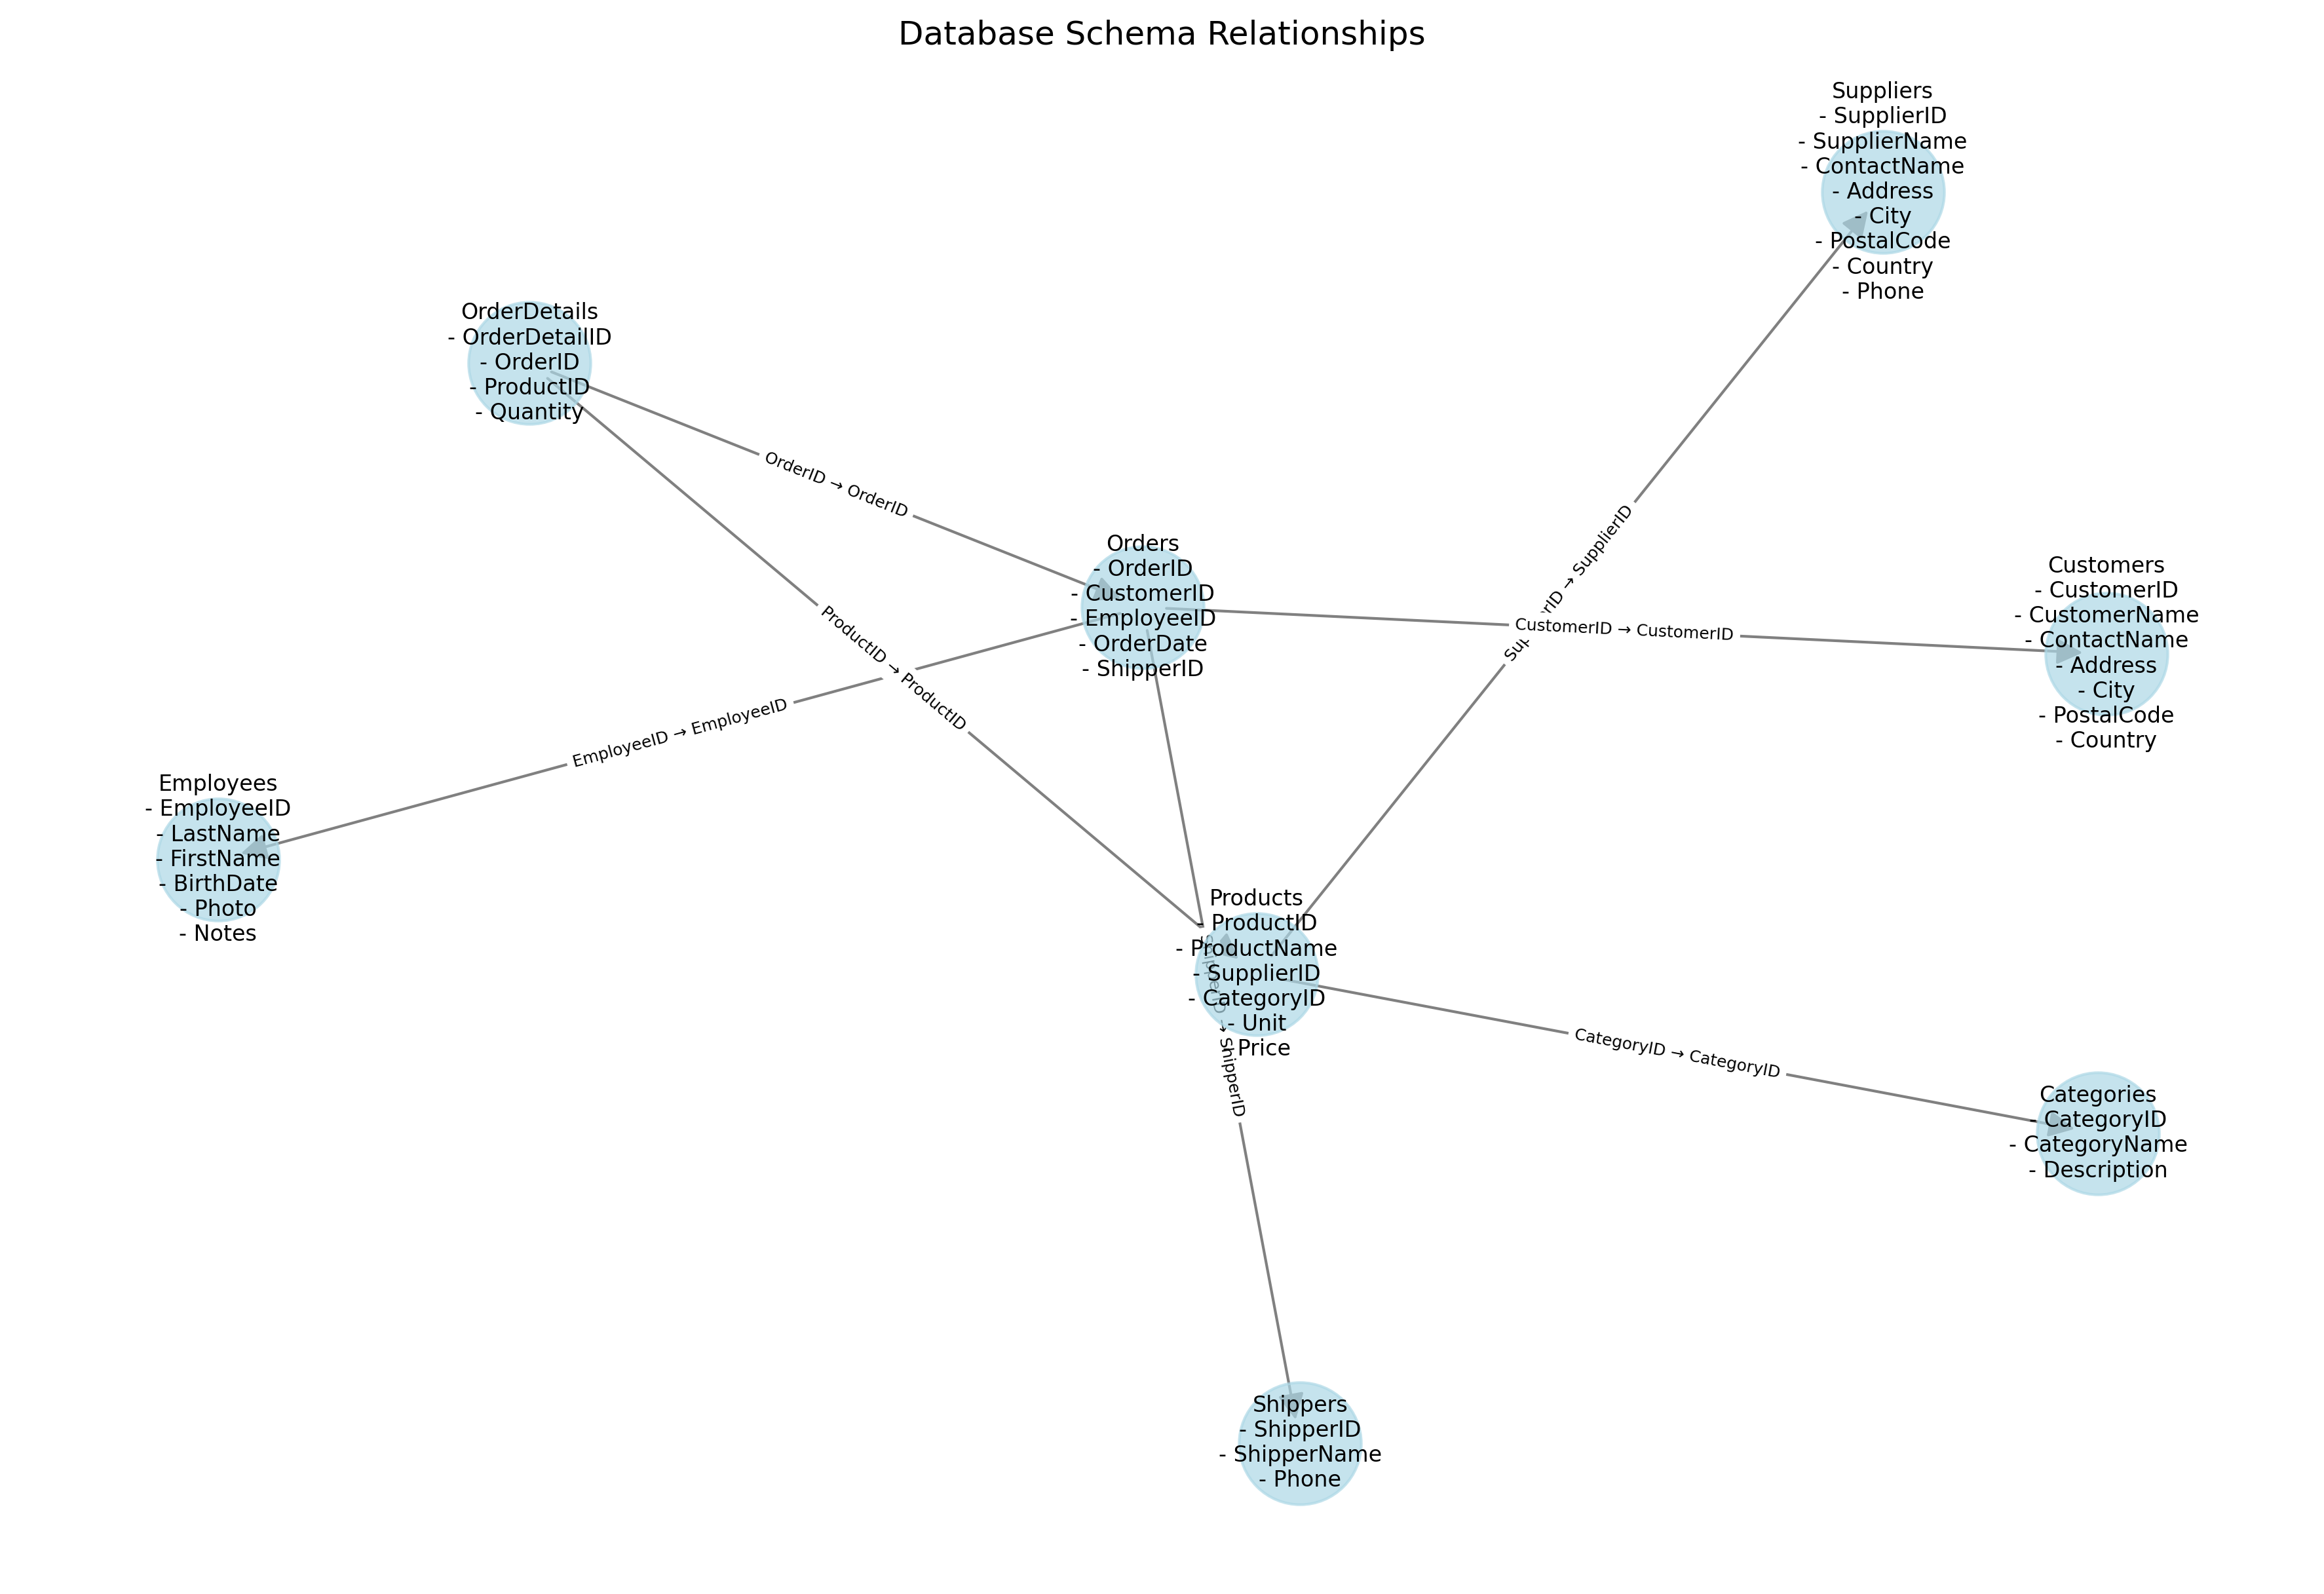 Database Schema Relationships
Suppliers
- SupplierID
- SupplierName
- ContactName
- Address
- City
- PostalCode
- Country
- Phone
OrderDetails
- OrderDetailID
- OrderID
- ProductID
- Quantity
OrderID → OrderID
Orders
- OrderID
- CustomerID
- EmployeeID
- OrderDate
- ShipperID
→ SupplierID
CustomerID → CustomerID
Customers
- CustomerID
- CustomerName
- ContactName
- Address
- City
- PostalCode
- Country
ProductID → ProductID
EmployeeID → EmployeeID
Employees
- EmployeeID
- LastName
- FirstName
- BirthDate
- Photo
- Notes
Products
- ProductID
- ProductName
- SupplierID
- CategoryID
- Unit
- Price
ShipperID → ShipperID
CategoryID → CategoryID
Categories
- CategoryID
- CategoryName
- Description
Shippers
- ShipperID
- ShipperName
- Phone